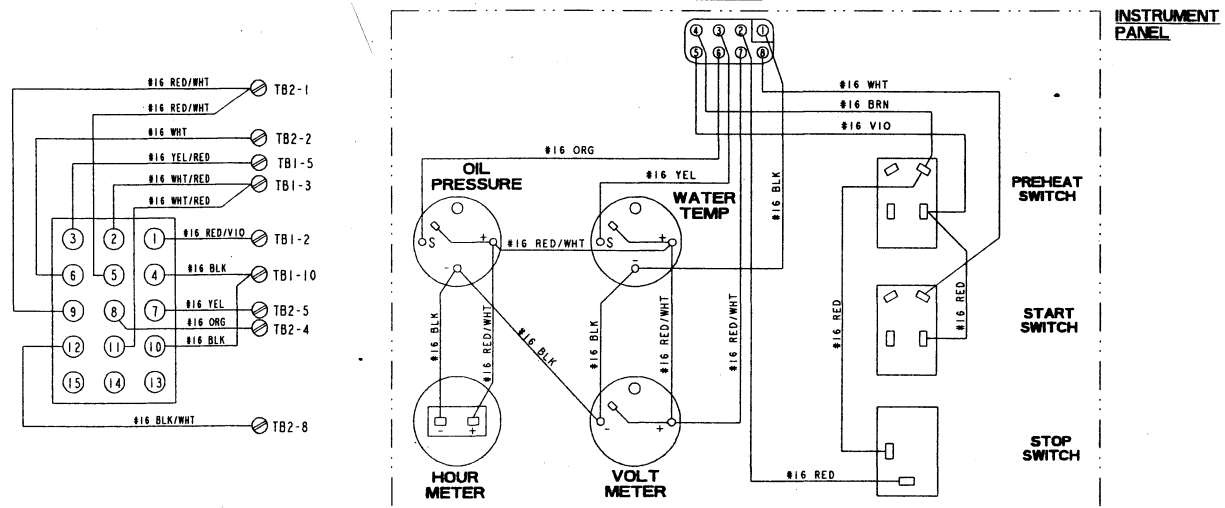 INSTRUMENT
PANEL
4 3 2 1
5 6 7 8
#16 RED/WHT
TB2-1
#16 RED/WHT
#16 WHT
TB2-2
#16 YEL/RED
TB1-5
#16 WHT/RED
TB1-3
#16 WHT/RED
3 2 1
#16 RED/VIO
TB1-2
6 5 4
#16 BLK
TB1-10
9 8 7
#16 YEL
TB2-5
#16 ORG
TB2-4
#16 BLK
12 11 10
15 14 13
#16 BLK/WHT
TB2-8
#16 WHT
#16 BRN
#16 VIO
#16 ORG
OIL
PRESSURE
#16 YEL
WATER
TEMP
#16 BLK
S + -
#16 RED/WHT
S + -
#16 BLK
#16 RED/WHT
#16 BLK
#16 BLK
#16 RED/WHT
#16 RED/WHT
- +
- +
HOUR
METER
VOLT
METER
PREHEAT
SWITCH
#16 RED
#16 RED
START
SWITCH
STOP
SWITCH
#16 RED